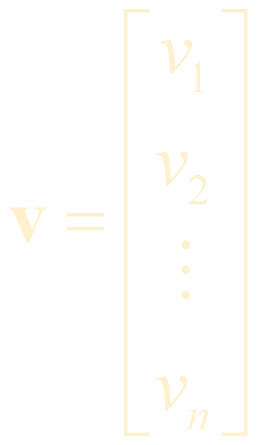 v₁
v₂
v = ⋮
vₙ